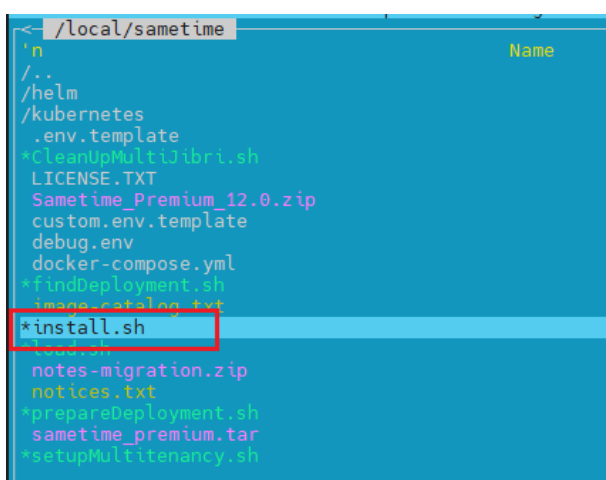 <- /local/sametime
'n Name
/..
/helm
/kubernetes
.env.template
*CleanUpMultiJibri.sh
LICENSE.TXT
Sametime_Premium_12.0.zip
custom.env.template
debug.env
docker-compose.yml
*findDeployment.sh
image-catalog.txt
*install.sh
*load.sh
notes-migration.zip
notices.txt
*prepareDeployment.sh
sametime_premium.tar
*setupMultitenancy.sh